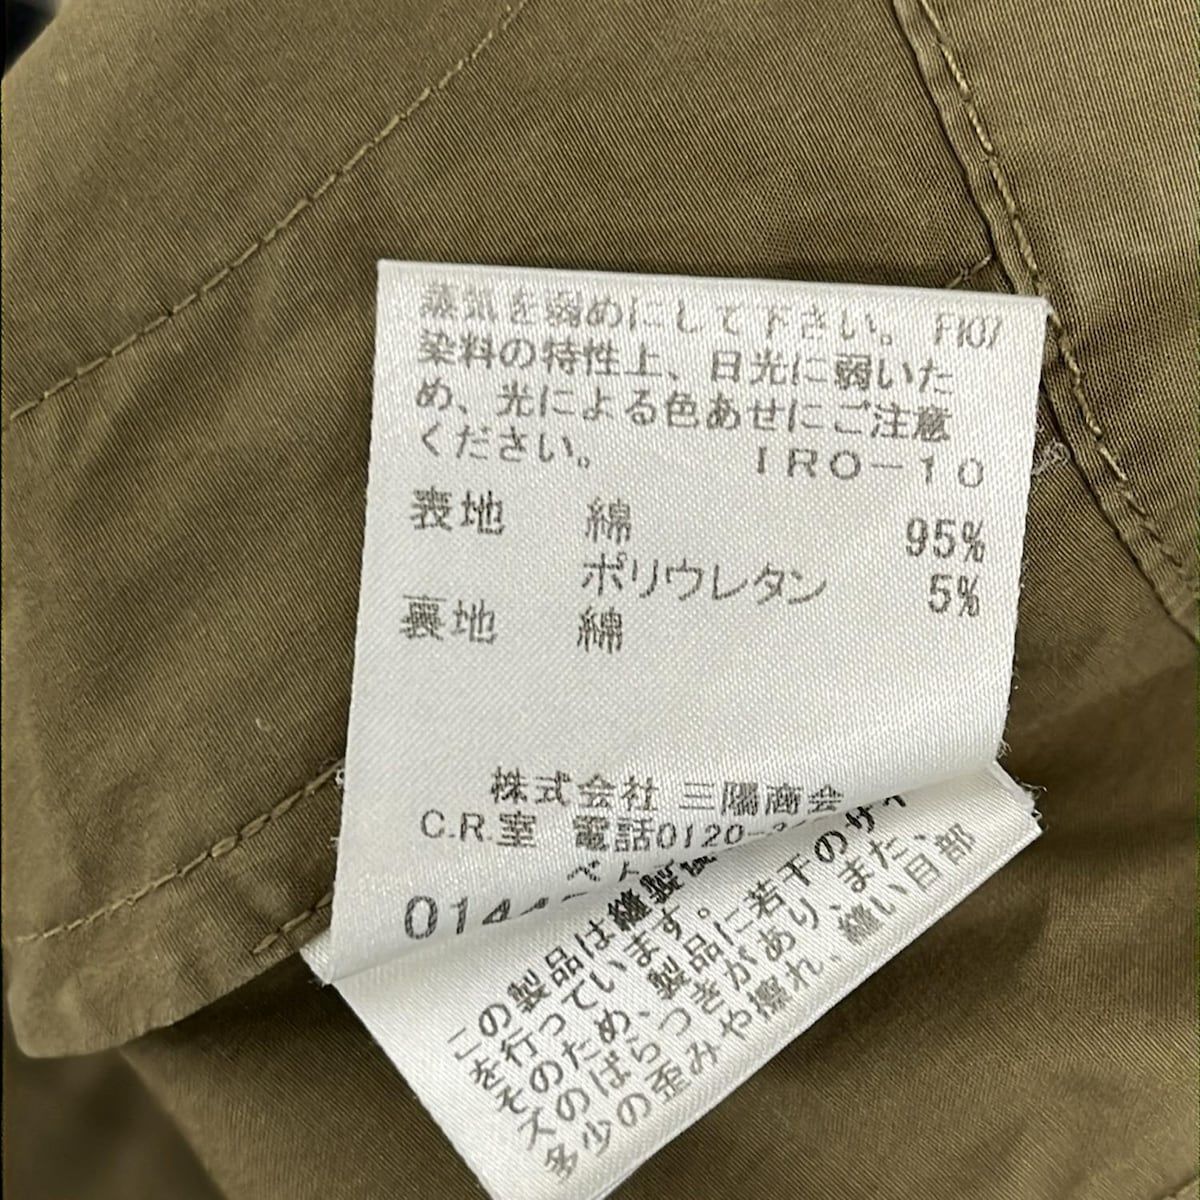 蒸気を弱めにして下さい。 F107
染料の特性上、日光に弱いた
め、光による色あせにご注意
ください。 IRO-10
表地 綿 95%
ポリウレタン 5%
裏地 綿
株式会社 三陽商会
C.R.室 電話0120-
この製品は縫製後
を行っています。
そのため、製品に若干のサイ
ズのばらつきがあり、また、
多少の歪みや擦れ、縫い目部